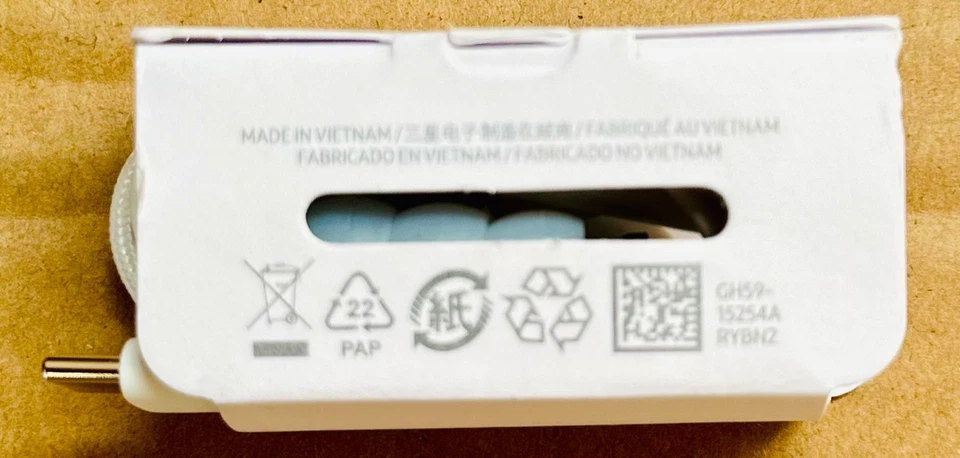 MADE IN VIETNAM / 三星电子 制造在越南 / FABRIQUÉ AU VIETNAM
FABRICADO EN VIETNAM / FABRICADO NO VIETNAM
22
PAP
紙
GH59-
15254A
RYBN2